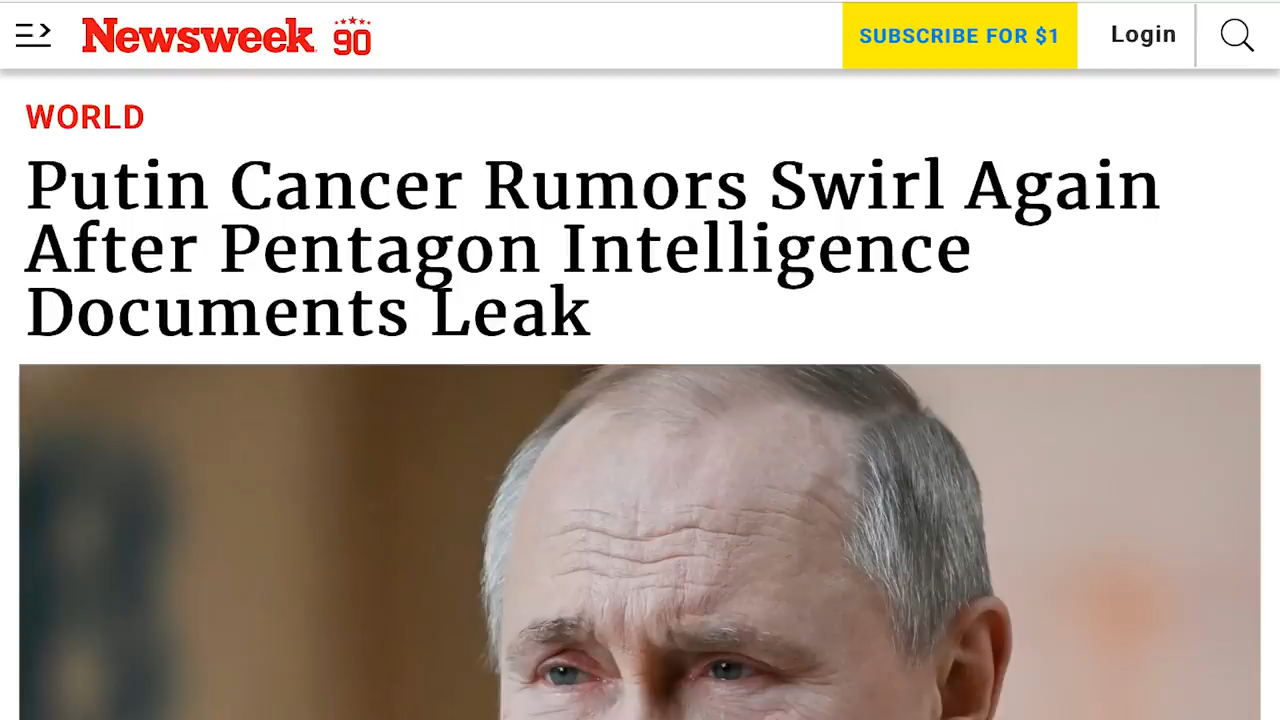 Newsweek 90
SUBSCRIBE FOR $1
Login
WORLD
Putin Cancer Rumors Swirl Again
After Pentagon Intelligence
Documents Leak